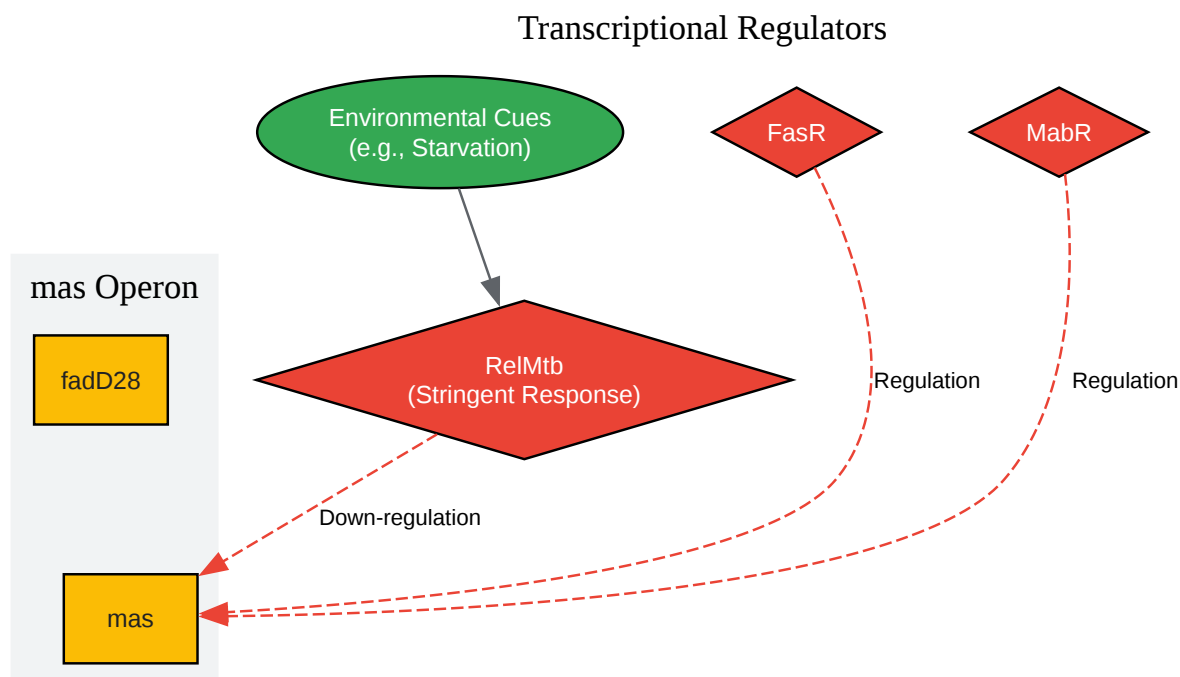 Transcriptional Regulators
Environmental Cues
(e.g., Starvation)
FasR
MabR
mas Operon
fadD28
RelMtb
(Stringent Response)
Regulation
Regulation
Down-regulation
mas